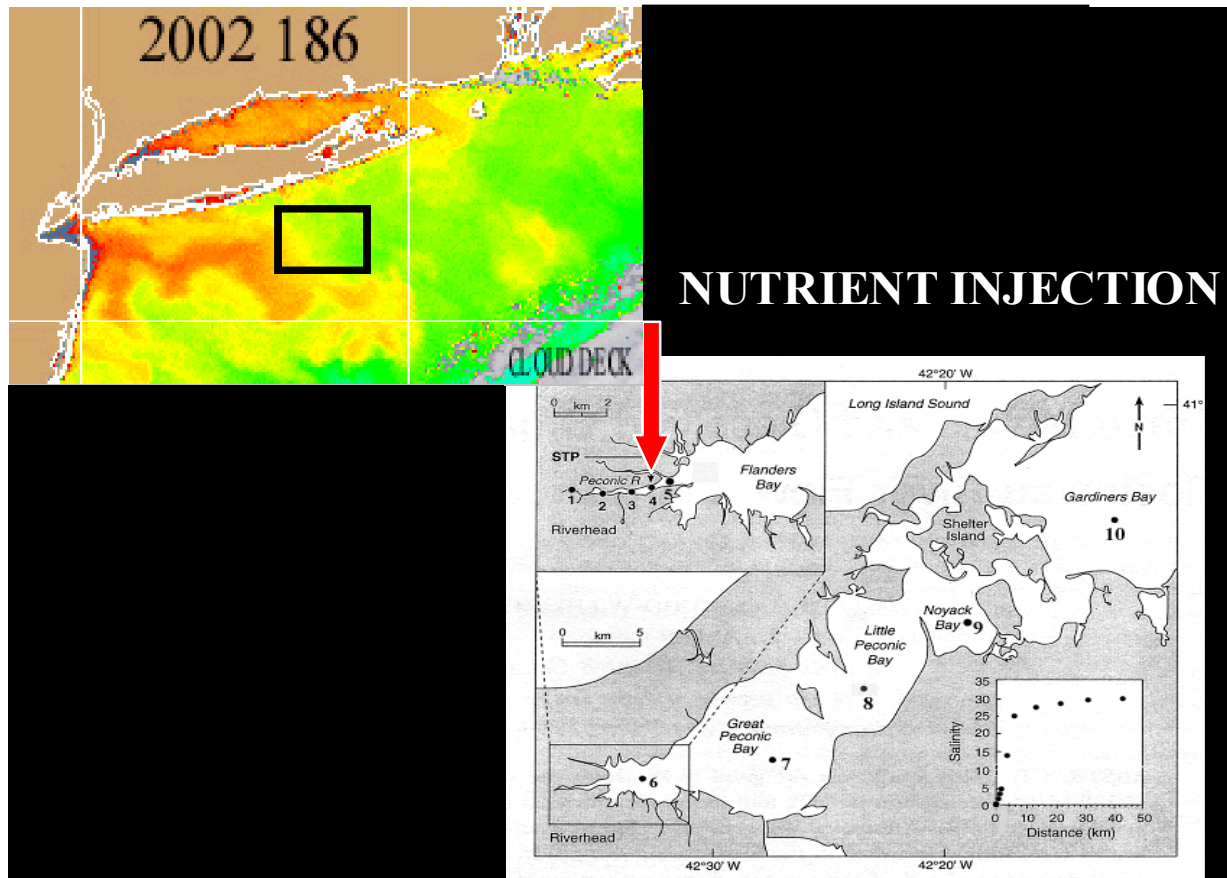 2002 186
NUTRIENT INJECTION
CLOUD DECK
42°20' W
41°
0 2
km
Long Island Sound
N
STP
Peconic R
Flanders
Bay
1 2 3 4 5
Riverhead
Gardiners Bay
10
Shelter
Island
Noyack
Bay
9
0 5
km
Little
Peconic
Bay
8
Great
Peconic
Bay
7
6
Riverhead
35
30
25
20
15
10
5
0
Salinity
0 10 20 30 40 50
Distance (km)
42°30' W
42°20' W